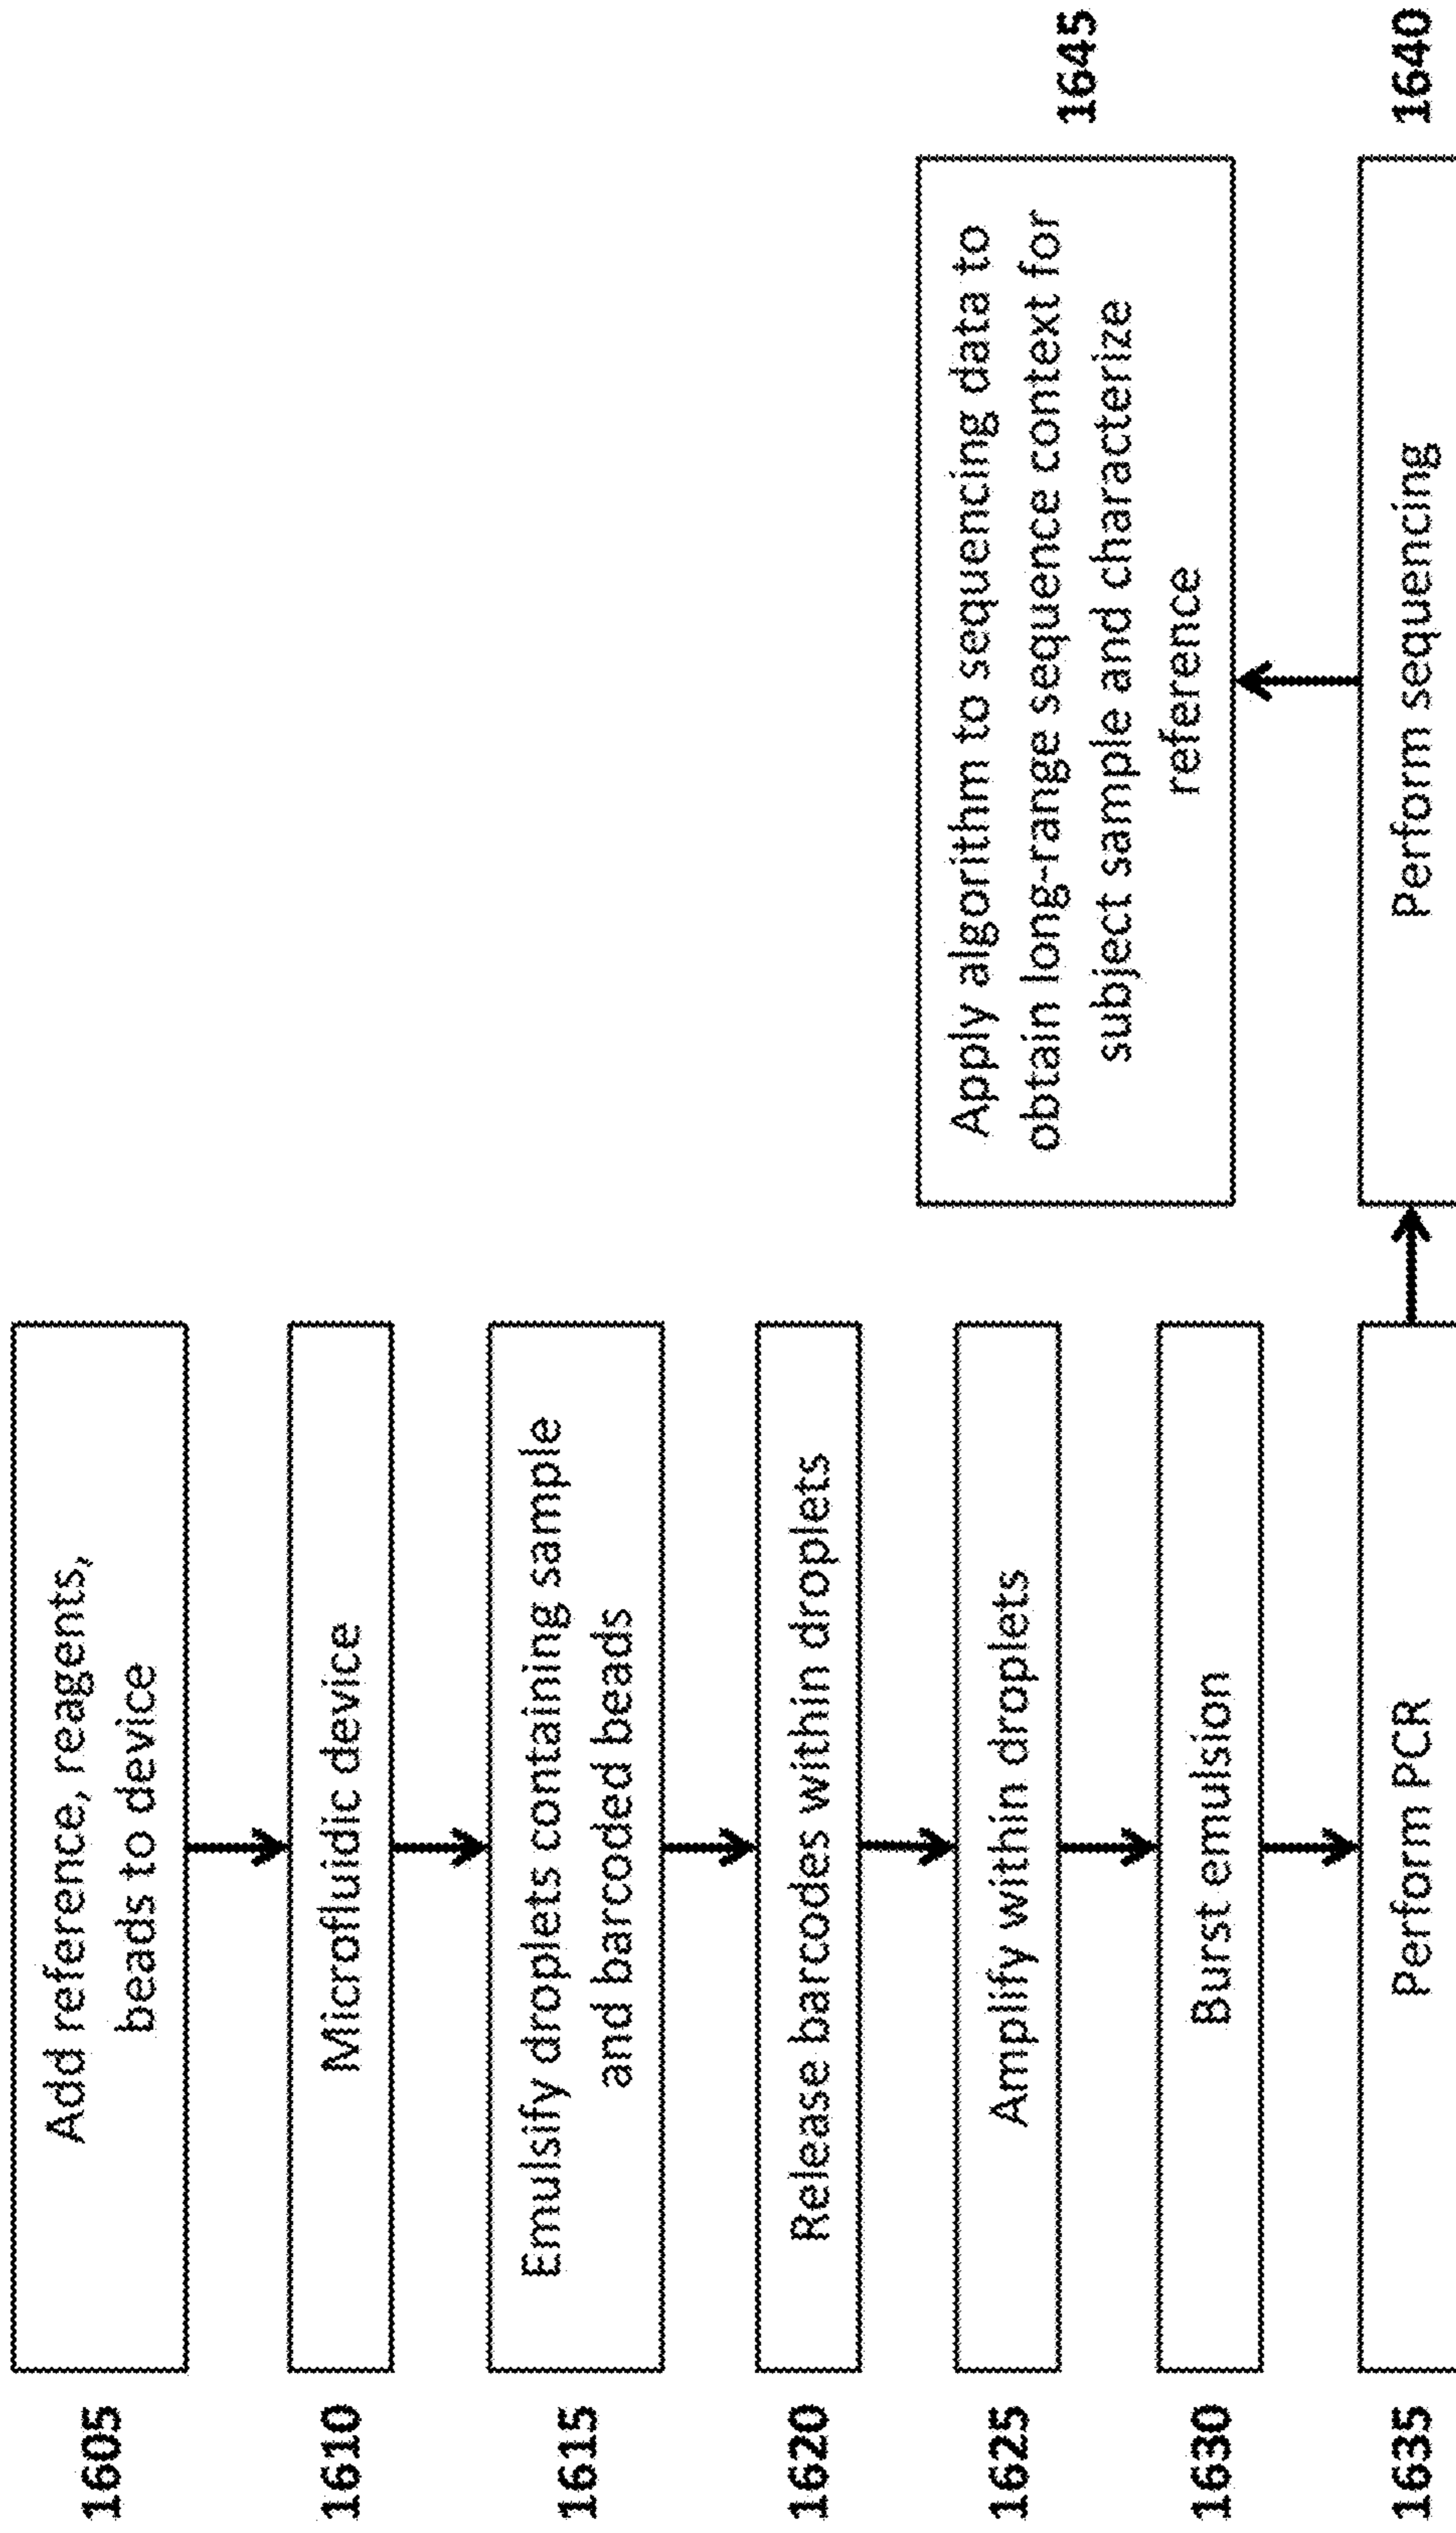 1605
Add reference, reagents,
beads to device
1610
Microfluidic device
1615
Emulsify droplets containing sample
and barcoded beads
1620
Release barcodes within droplets
1625
Amplify within droplets
1630
Burst emulsion
1635
Perform PCR
Perform sequencing
1640
Apply algorithm to sequencing data to
obtain long-range sequence context for
subject sample and characterize
reference
1645